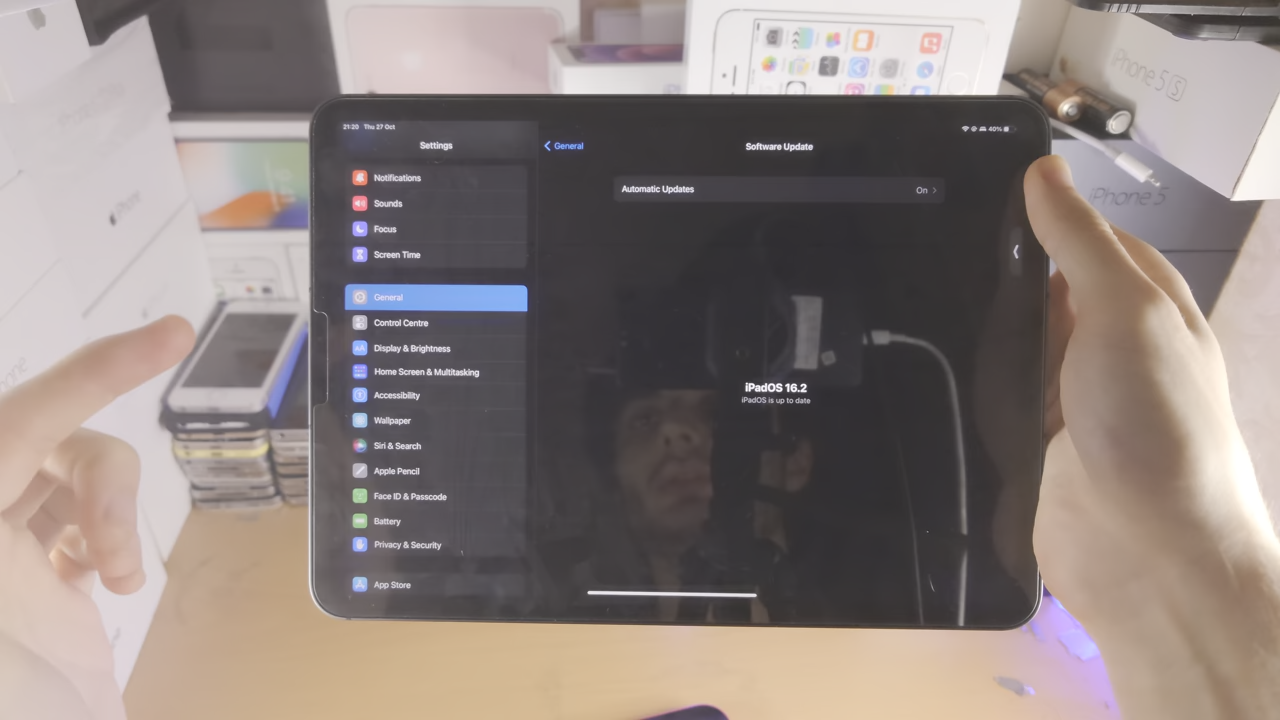 iPhone 5 S
iPhone 5
iPhone
21:20 Thu 27 Oct
40%
Settings
General
Software Update
Notifications
Sounds
Focus
Screen Time
General
Control Centre
Display & Brightness
Home Screen & Multitasking
Accessibility
Wallpaper
Siri & Search
Apple Pencil
Face ID & Passcode
Battery
Privacy & Security
App Store
Automatic Updates
On
iPadOS 16.2
iPadOS is up to date